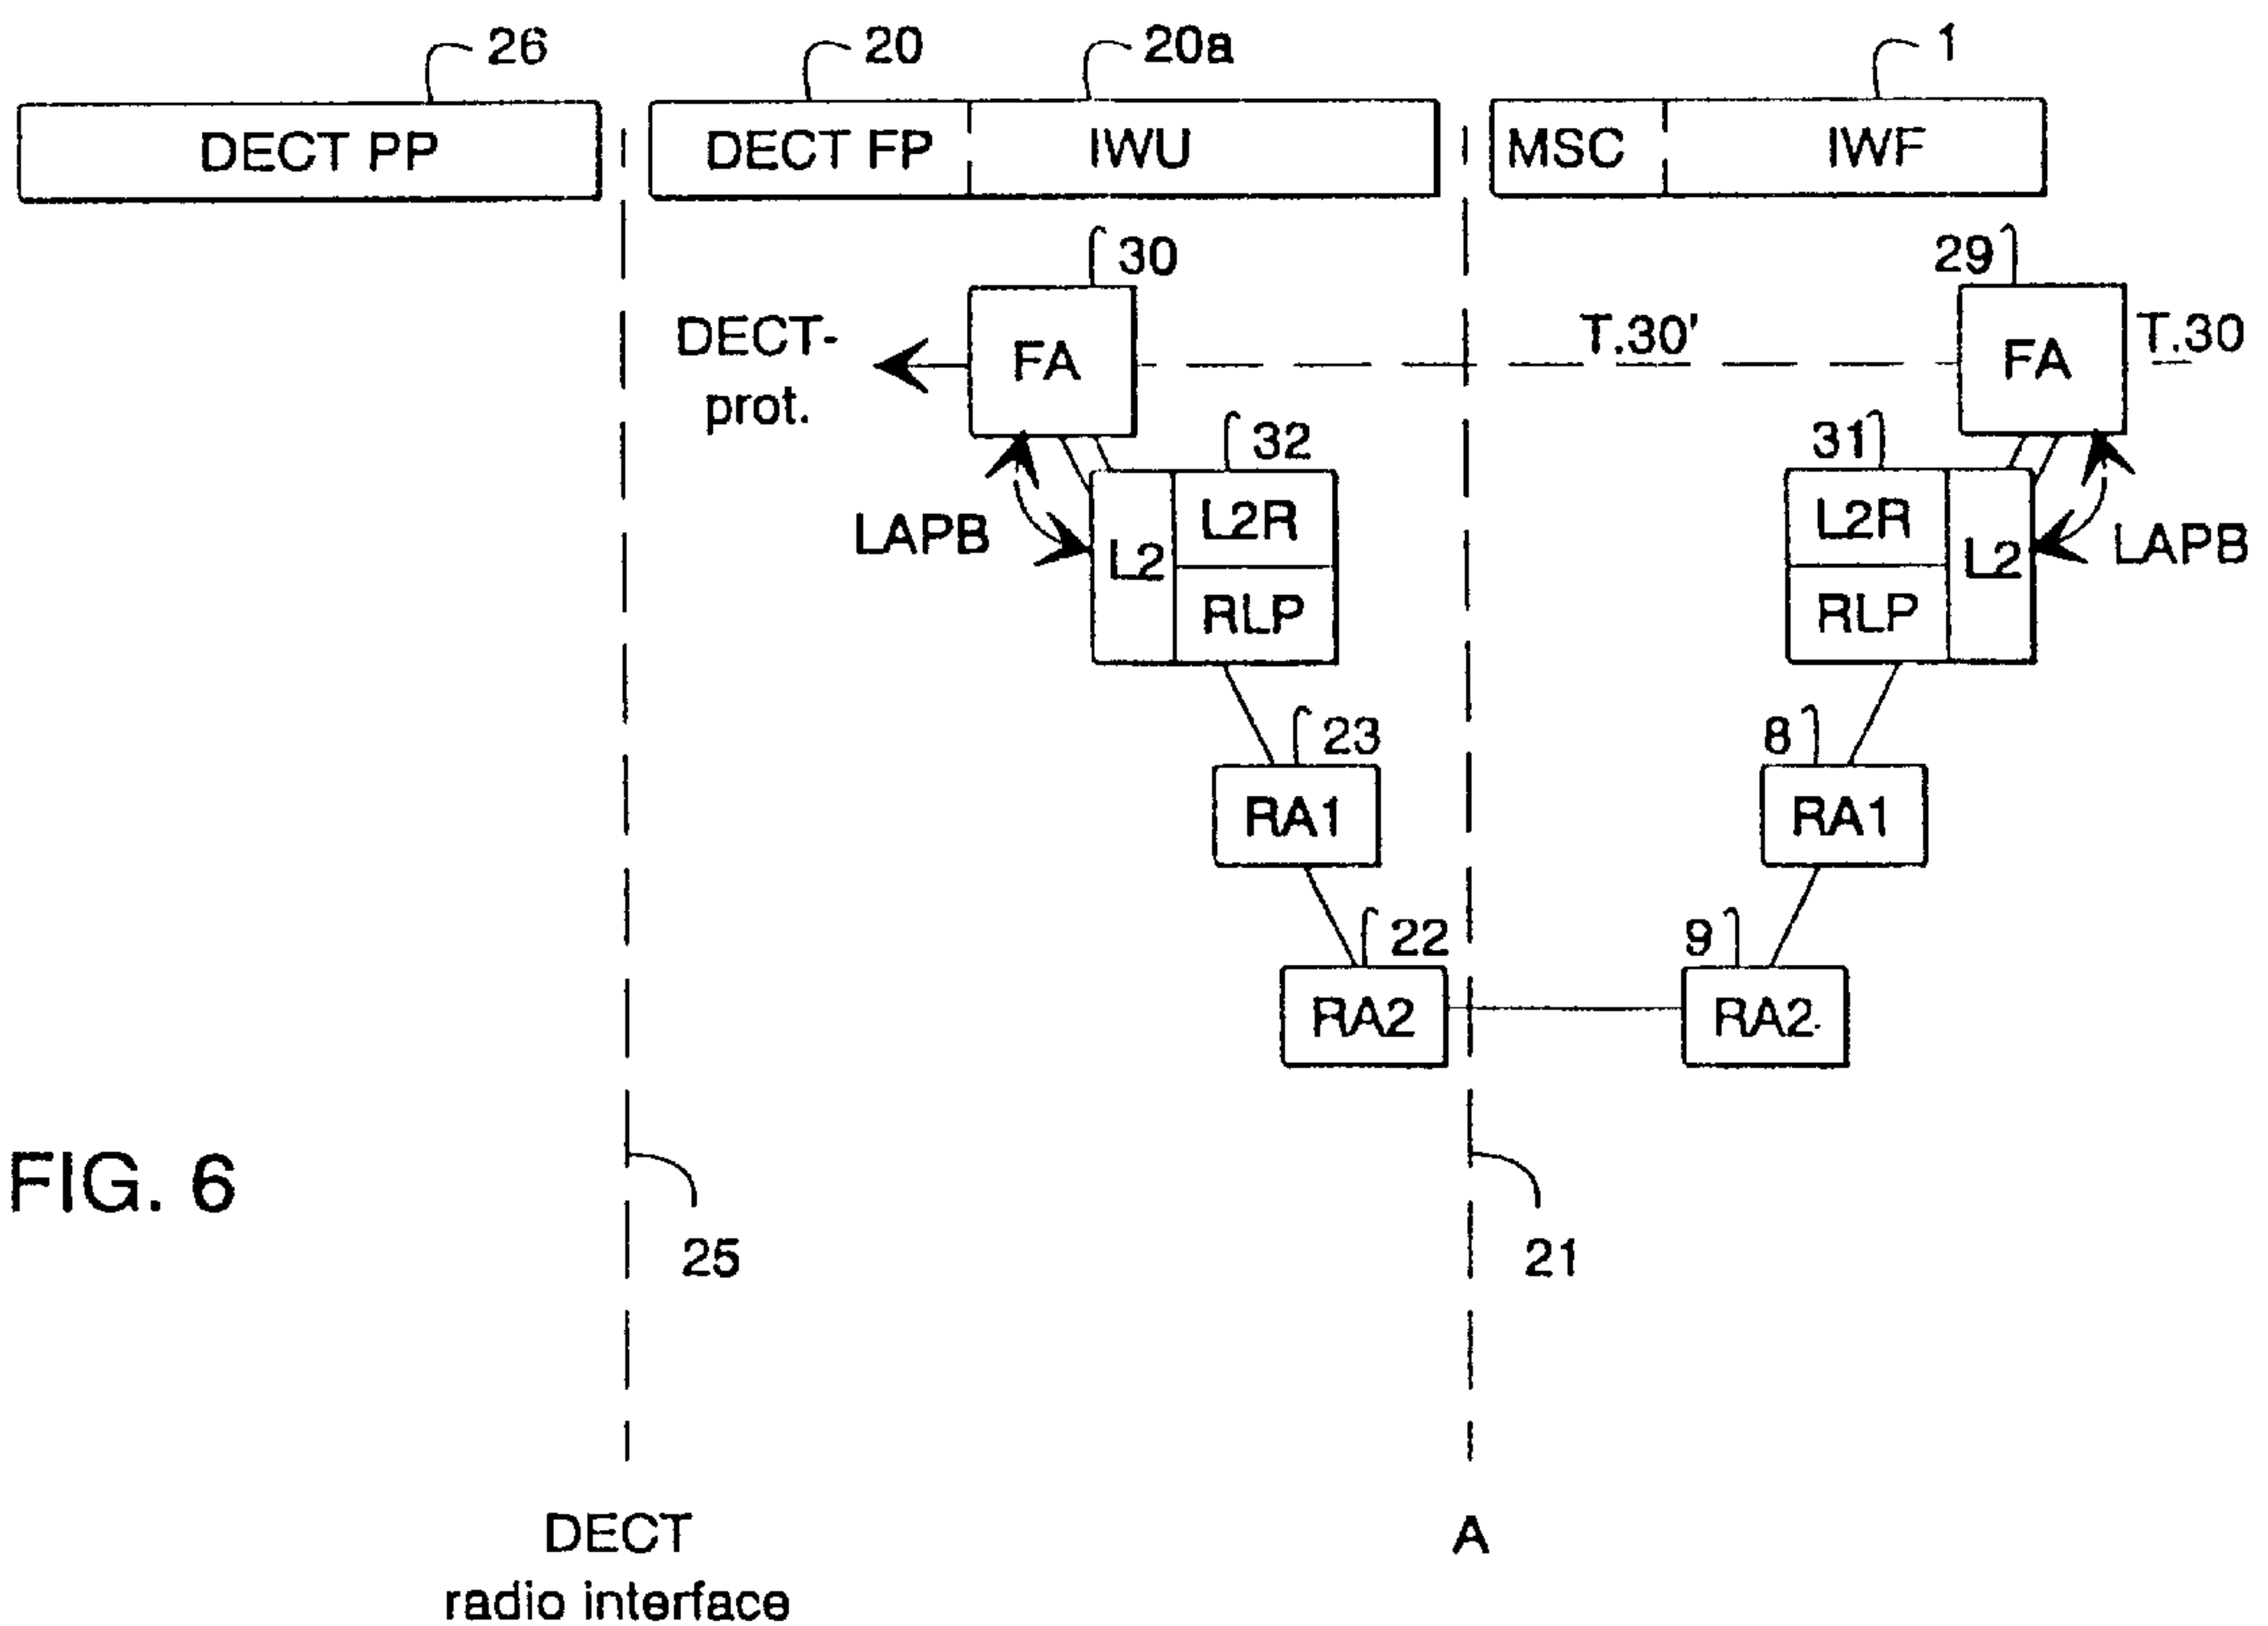 26
20
20a
1
DECT PP
DECT FP
IWU
MSC
IWF
30
29
DECT-
prot.
FA
T.30'
FA
T.30
32
31
LAPB
L2
L2R
RLP
L2R
RLP
L2
LAPB
23
8
RA1
RA1
22
9
RA2
RA2
FIG. 6
25
21
DECT
radio interface
A